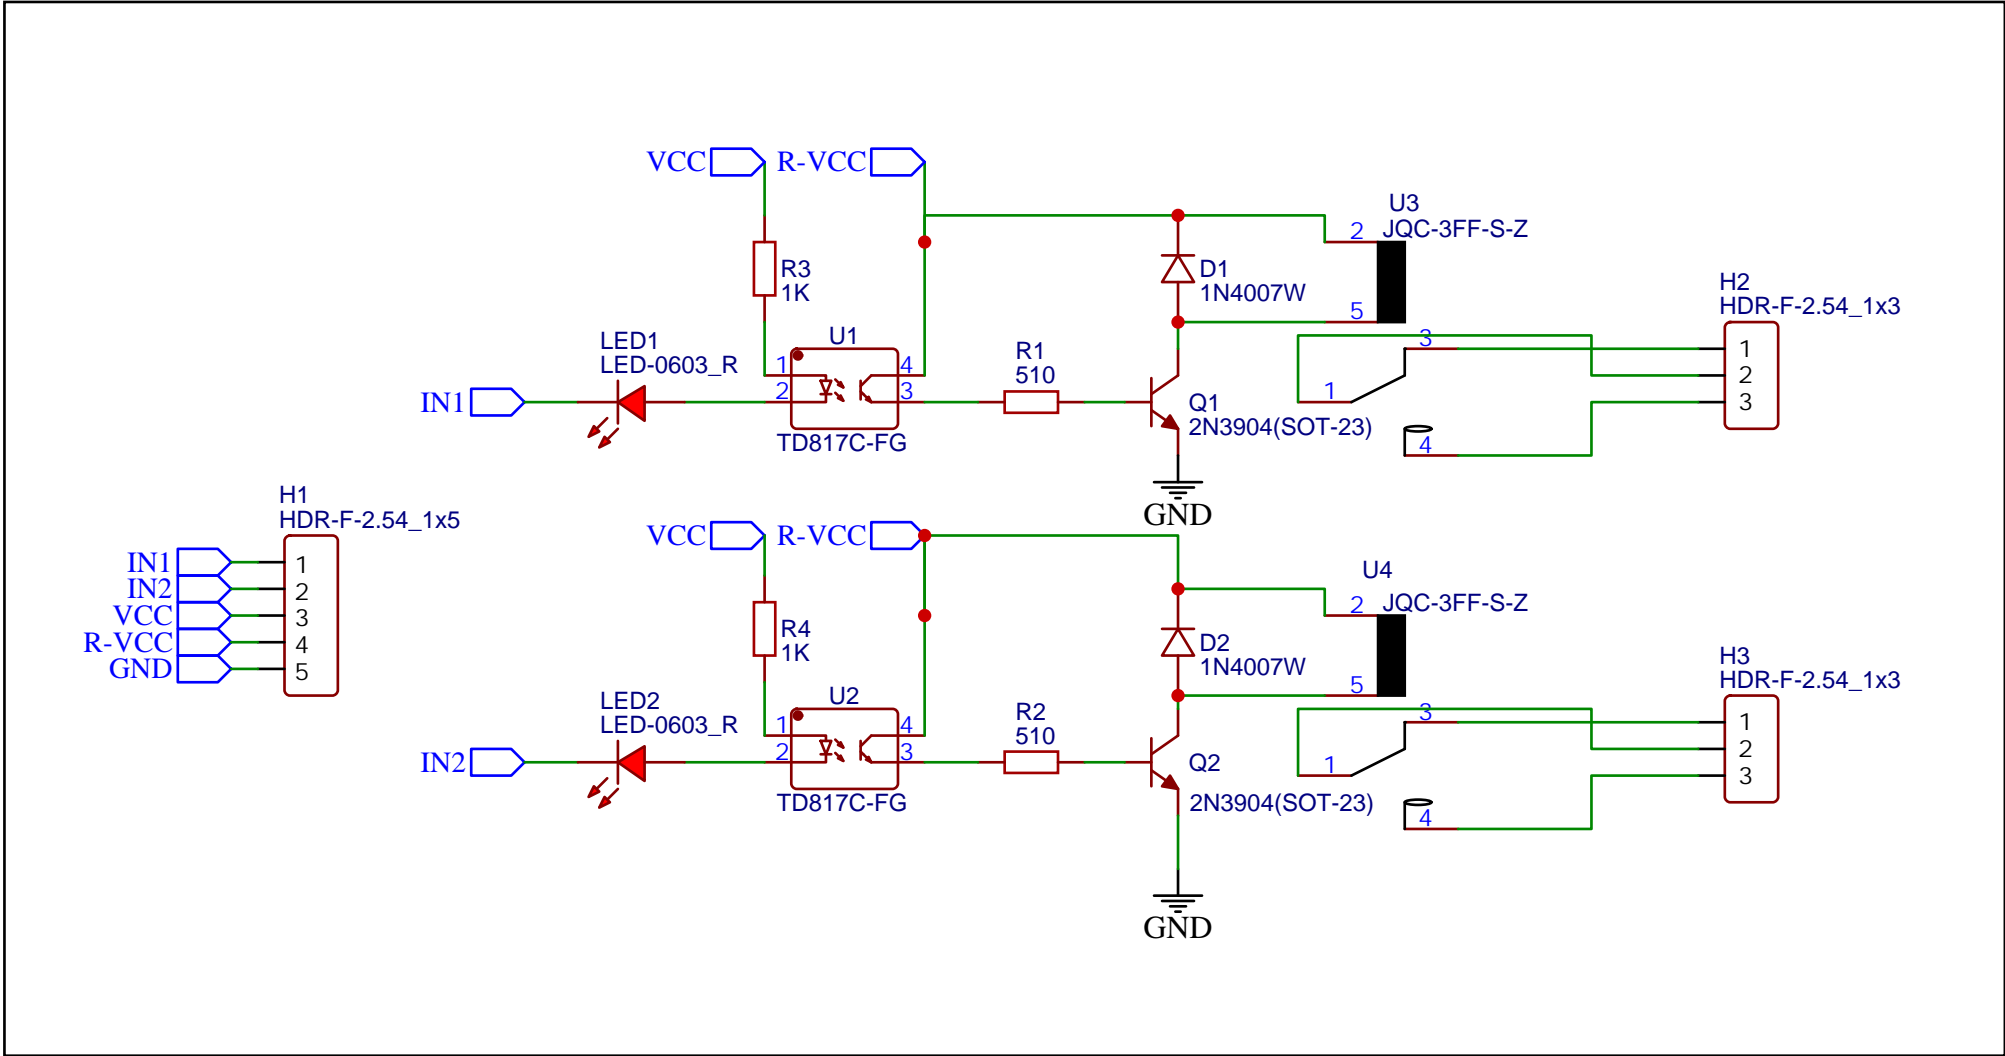 VCC
R-VCC
U3
JQC-3FF-S-Z
2
5
R3
1K
D1
1N4007W
H2
HDR-F-2.54_1x3
1
2
3
LED1
LED-0603_R
U1
1
2
4
3
TD817C-FG
R1
510
IN1
Q1
2N3904(SOT-23)
3
1
4
GND
H1
HDR-F-2.54_1x5
IN1
IN2
VCC
R-VCC
GND
1
2
3
4
5
VCC
R-VCC
U4
JQC-3FF-S-Z
2
5
R4
1K
D2
1N4007W
H3
HDR-F-2.54_1x3
1
2
3
LED2
LED-0603_R
U2
1
2
4
3
TD817C-FG
R2
510
IN2
Q2
2N3904(SOT-23)
3
1
4
GND